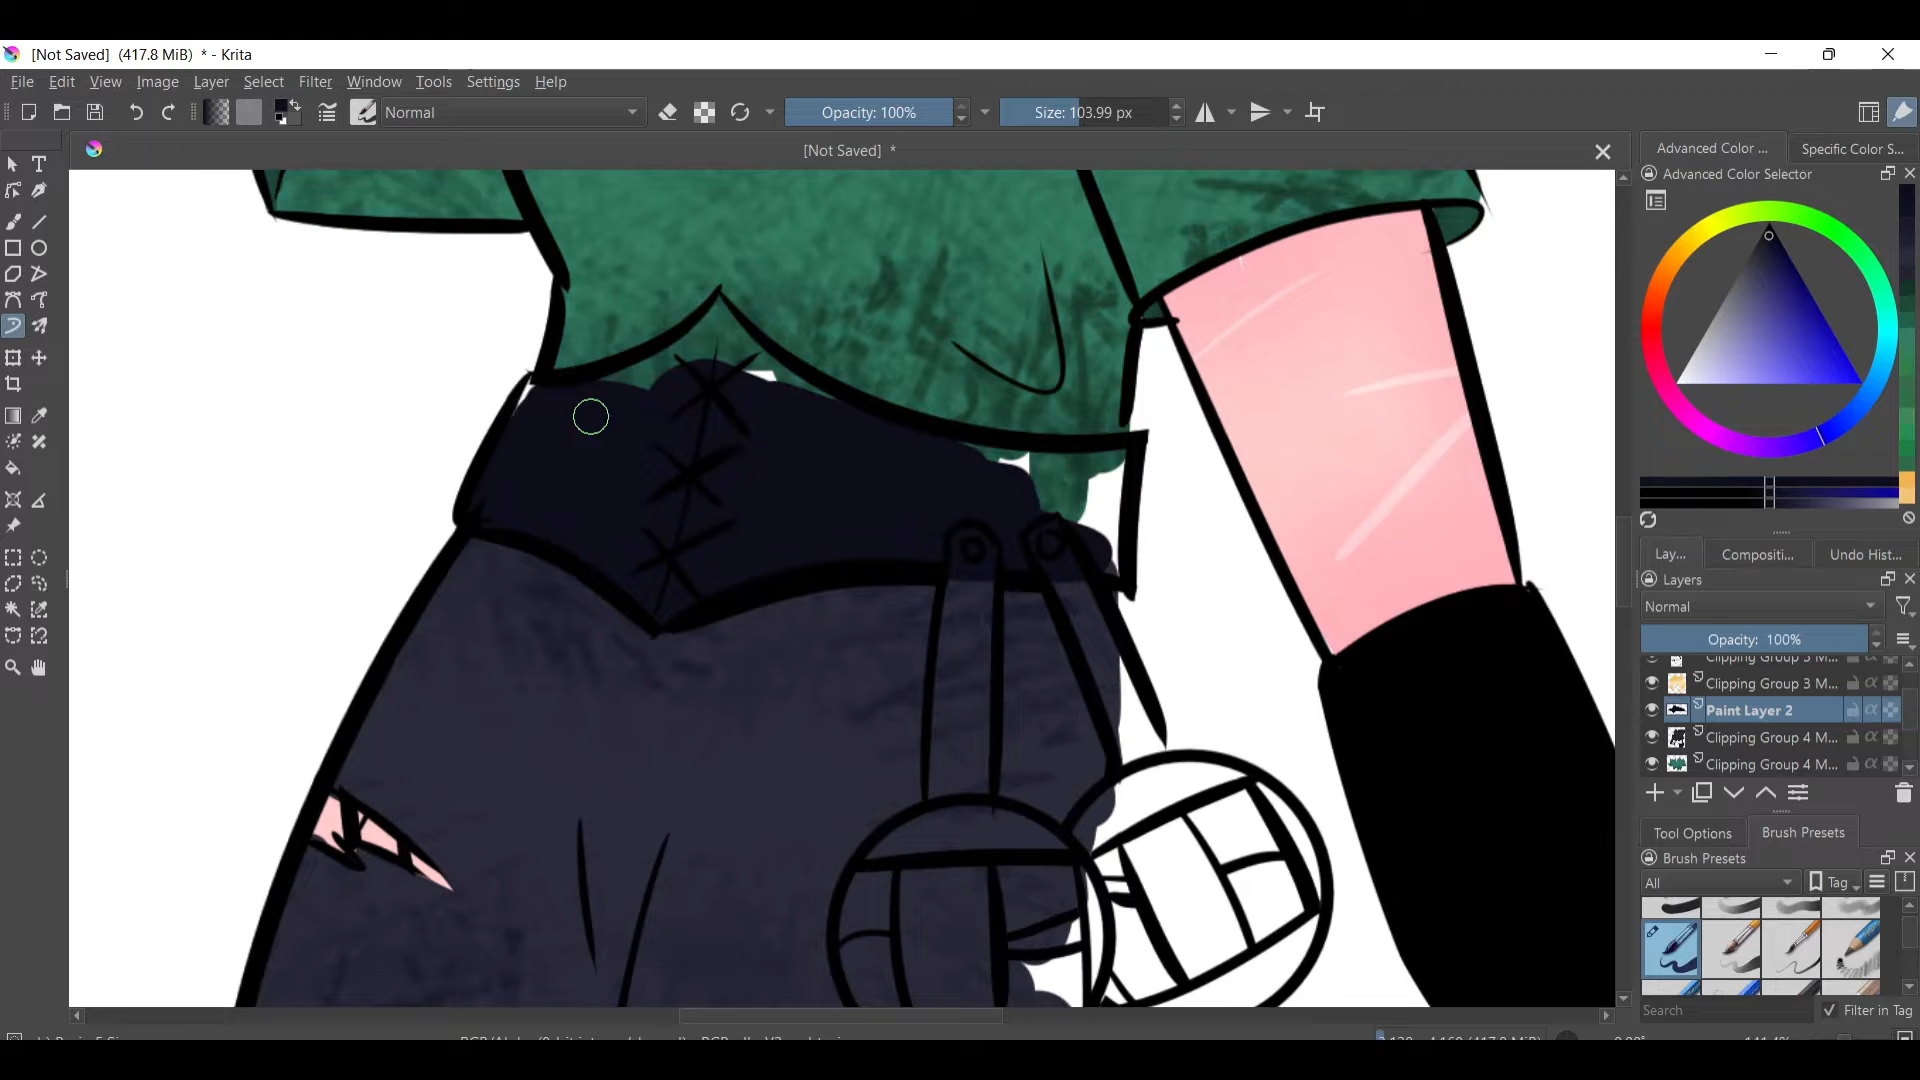 [Not Saved] (417.8 MiB) * - Krita
File Edit View Image Layer Select Filter Window Tools Settings Help
Normal
Opacity: 100%
Size: 103.99 px
[Not Saved] *
Advanced Color ...
Specific Color S...
Advanced Color Selector
Lay...
Compositi...
Undo Hist...
Layers
Normal
Opacity: 100%
Clipping Group 3 M...
Clipping Group 3 M...
Paint Layer 2
Clipping Group 4 M...
Clipping Group 4 M...
Tool Options
Brush Presets
Brush Presets
All
Tag
Search
Filter in Tag